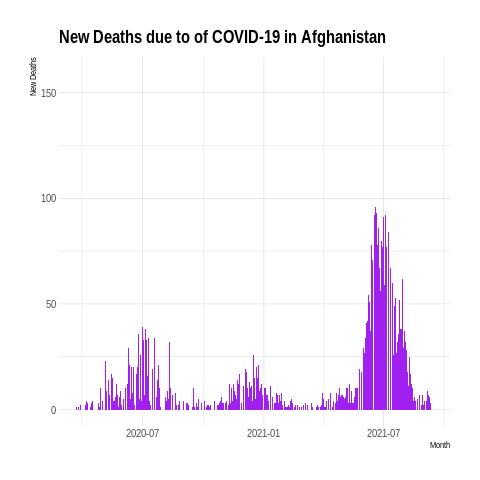 New Deaths due to of COVID-19 in Afghanistan
New Deaths
150
100
50
0
2020-07
2021-01
2021-07
Month